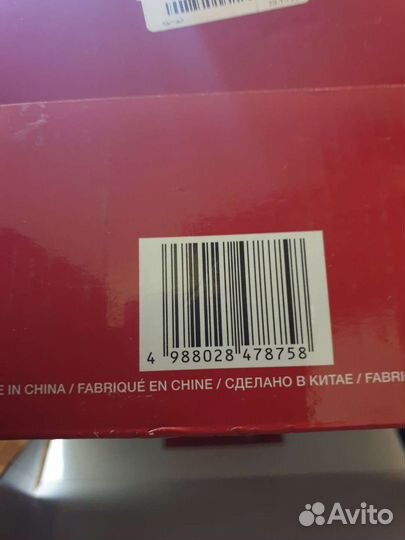 4 988028 478758
E IN CHINA / FABRIQUÉ EN CHINE / СДЕЛАНО В КИТАЕ / FABRI
Avito